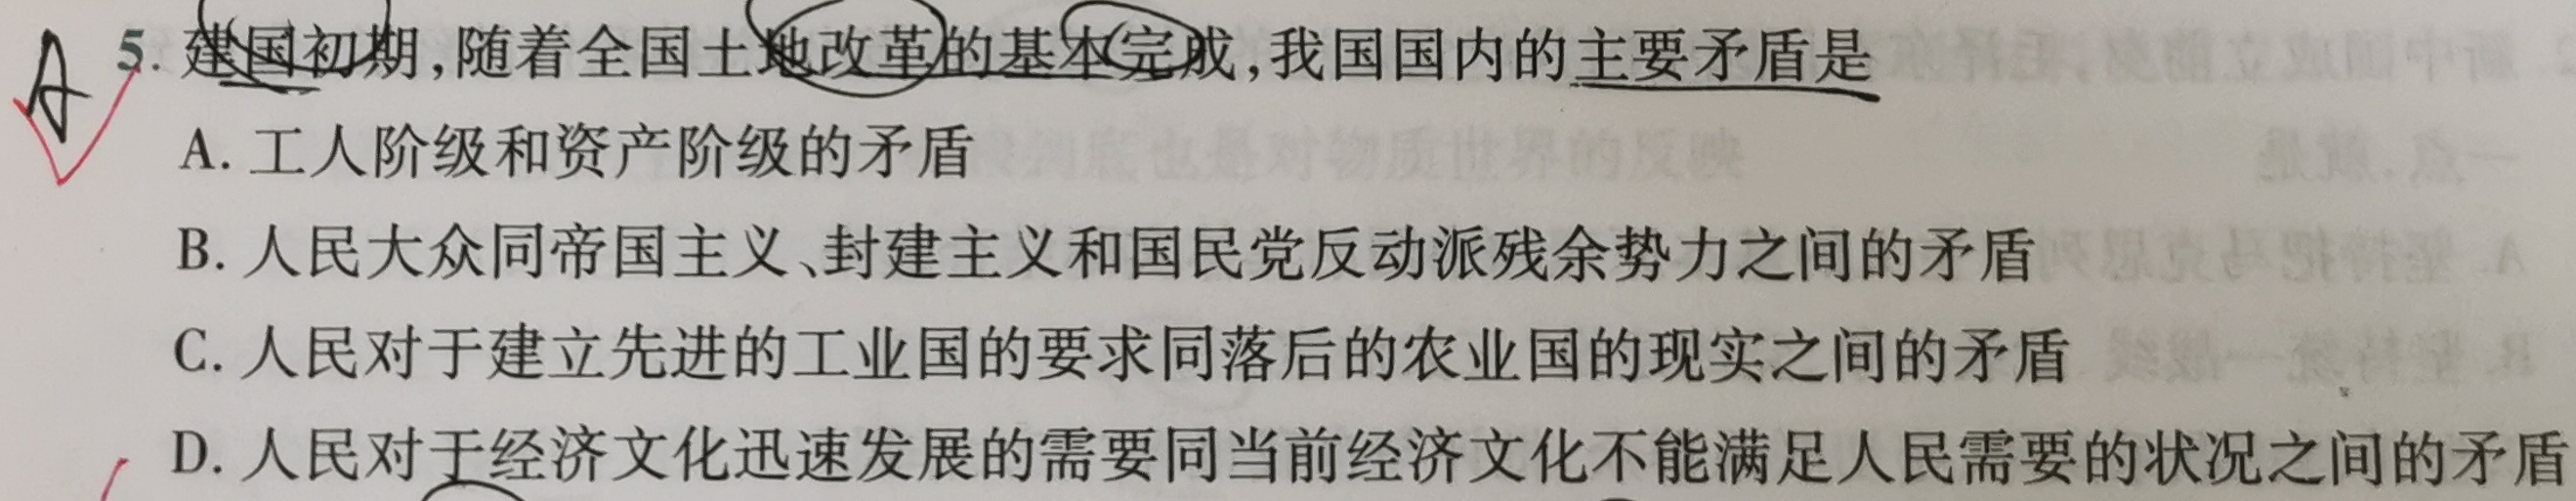 A 5. 建国初期,随着全国土地改革的基本完成,我国国内的主要矛盾是
A. 工人阶级和资产阶级的矛盾
B. 人民大众同帝国主义、封建主义和国民党反动派残余势力之间的矛盾
C. 人民对于建立先进的工业国的要求同落后的农业国的现实之间的矛盾
D. 人民对于经济文化迅速发展的需要同当前经济文化不能满足人民需要的状况之间的矛盾